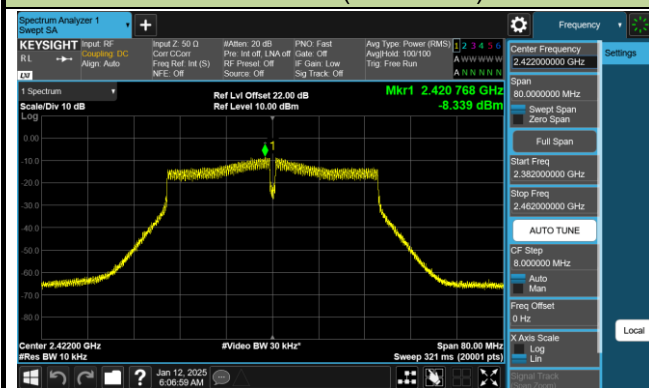 Spectrum Analyzer 1
Swept SA
Frequency
KEYSIGHT
RL
Input: RF
Coupling: DC
Align: Auto
Input Z: 50 Ω
Corr CCorr
Freq Ref: Int (S)
NFE: Off
#Atten: 20 dB
Pre: Int off, LNA off
RF Presel: Off
Source: Off
PNO: Fast
Gate: Off
IF Gain: Low
Sig Track: Off
Avg Type: Power (RMS)
Avg|Hold: 100/100
Trig: Free Run
1 2 3 4 5 6
A W W W W W
A N N N N N
LXI
1 Spectrum
Scale/Div 10 dB
Log
Ref Lvl Offset 22.00 dB
Ref Level 10.00 dBm
Mkr1 2.420 768 GHz
-8.339 dBm
1
0.00
-10.0
-20.0
-30.0
-40.0
-50.0
-60.0
-70.0
-80.0
Center 2.42200 GHz
#Res BW 10 kHz
#Video BW 30 kHz*
Span 80.00 MHz
Sweep 321 ms (20001 pts)
Center Frequency
2.422000000 GHz
Settings
Span
80.0000000 MHz
Swept Span
Zero Span
Full Span
Start Freq
2.382000000 GHz
Stop Freq
2.462000000 GHz
AUTO TUNE
CF Step
8.000000 MHz
Auto
Man
Freq Offset
0 Hz
X Axis Scale
Log
Lin
Local
Signal Track
(Span Zoom)
Jan 12, 2025
6:06:59 AM